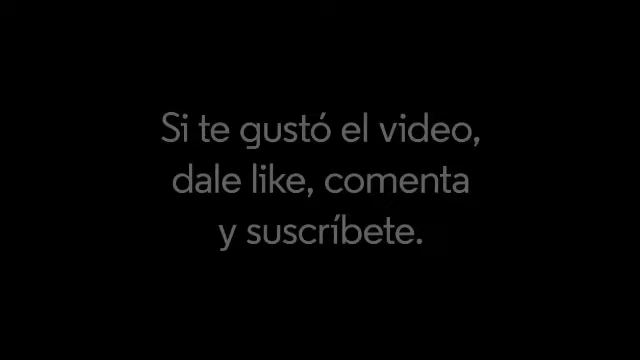 Si te gustó el video,
dale like, comenta
y suscríbete.